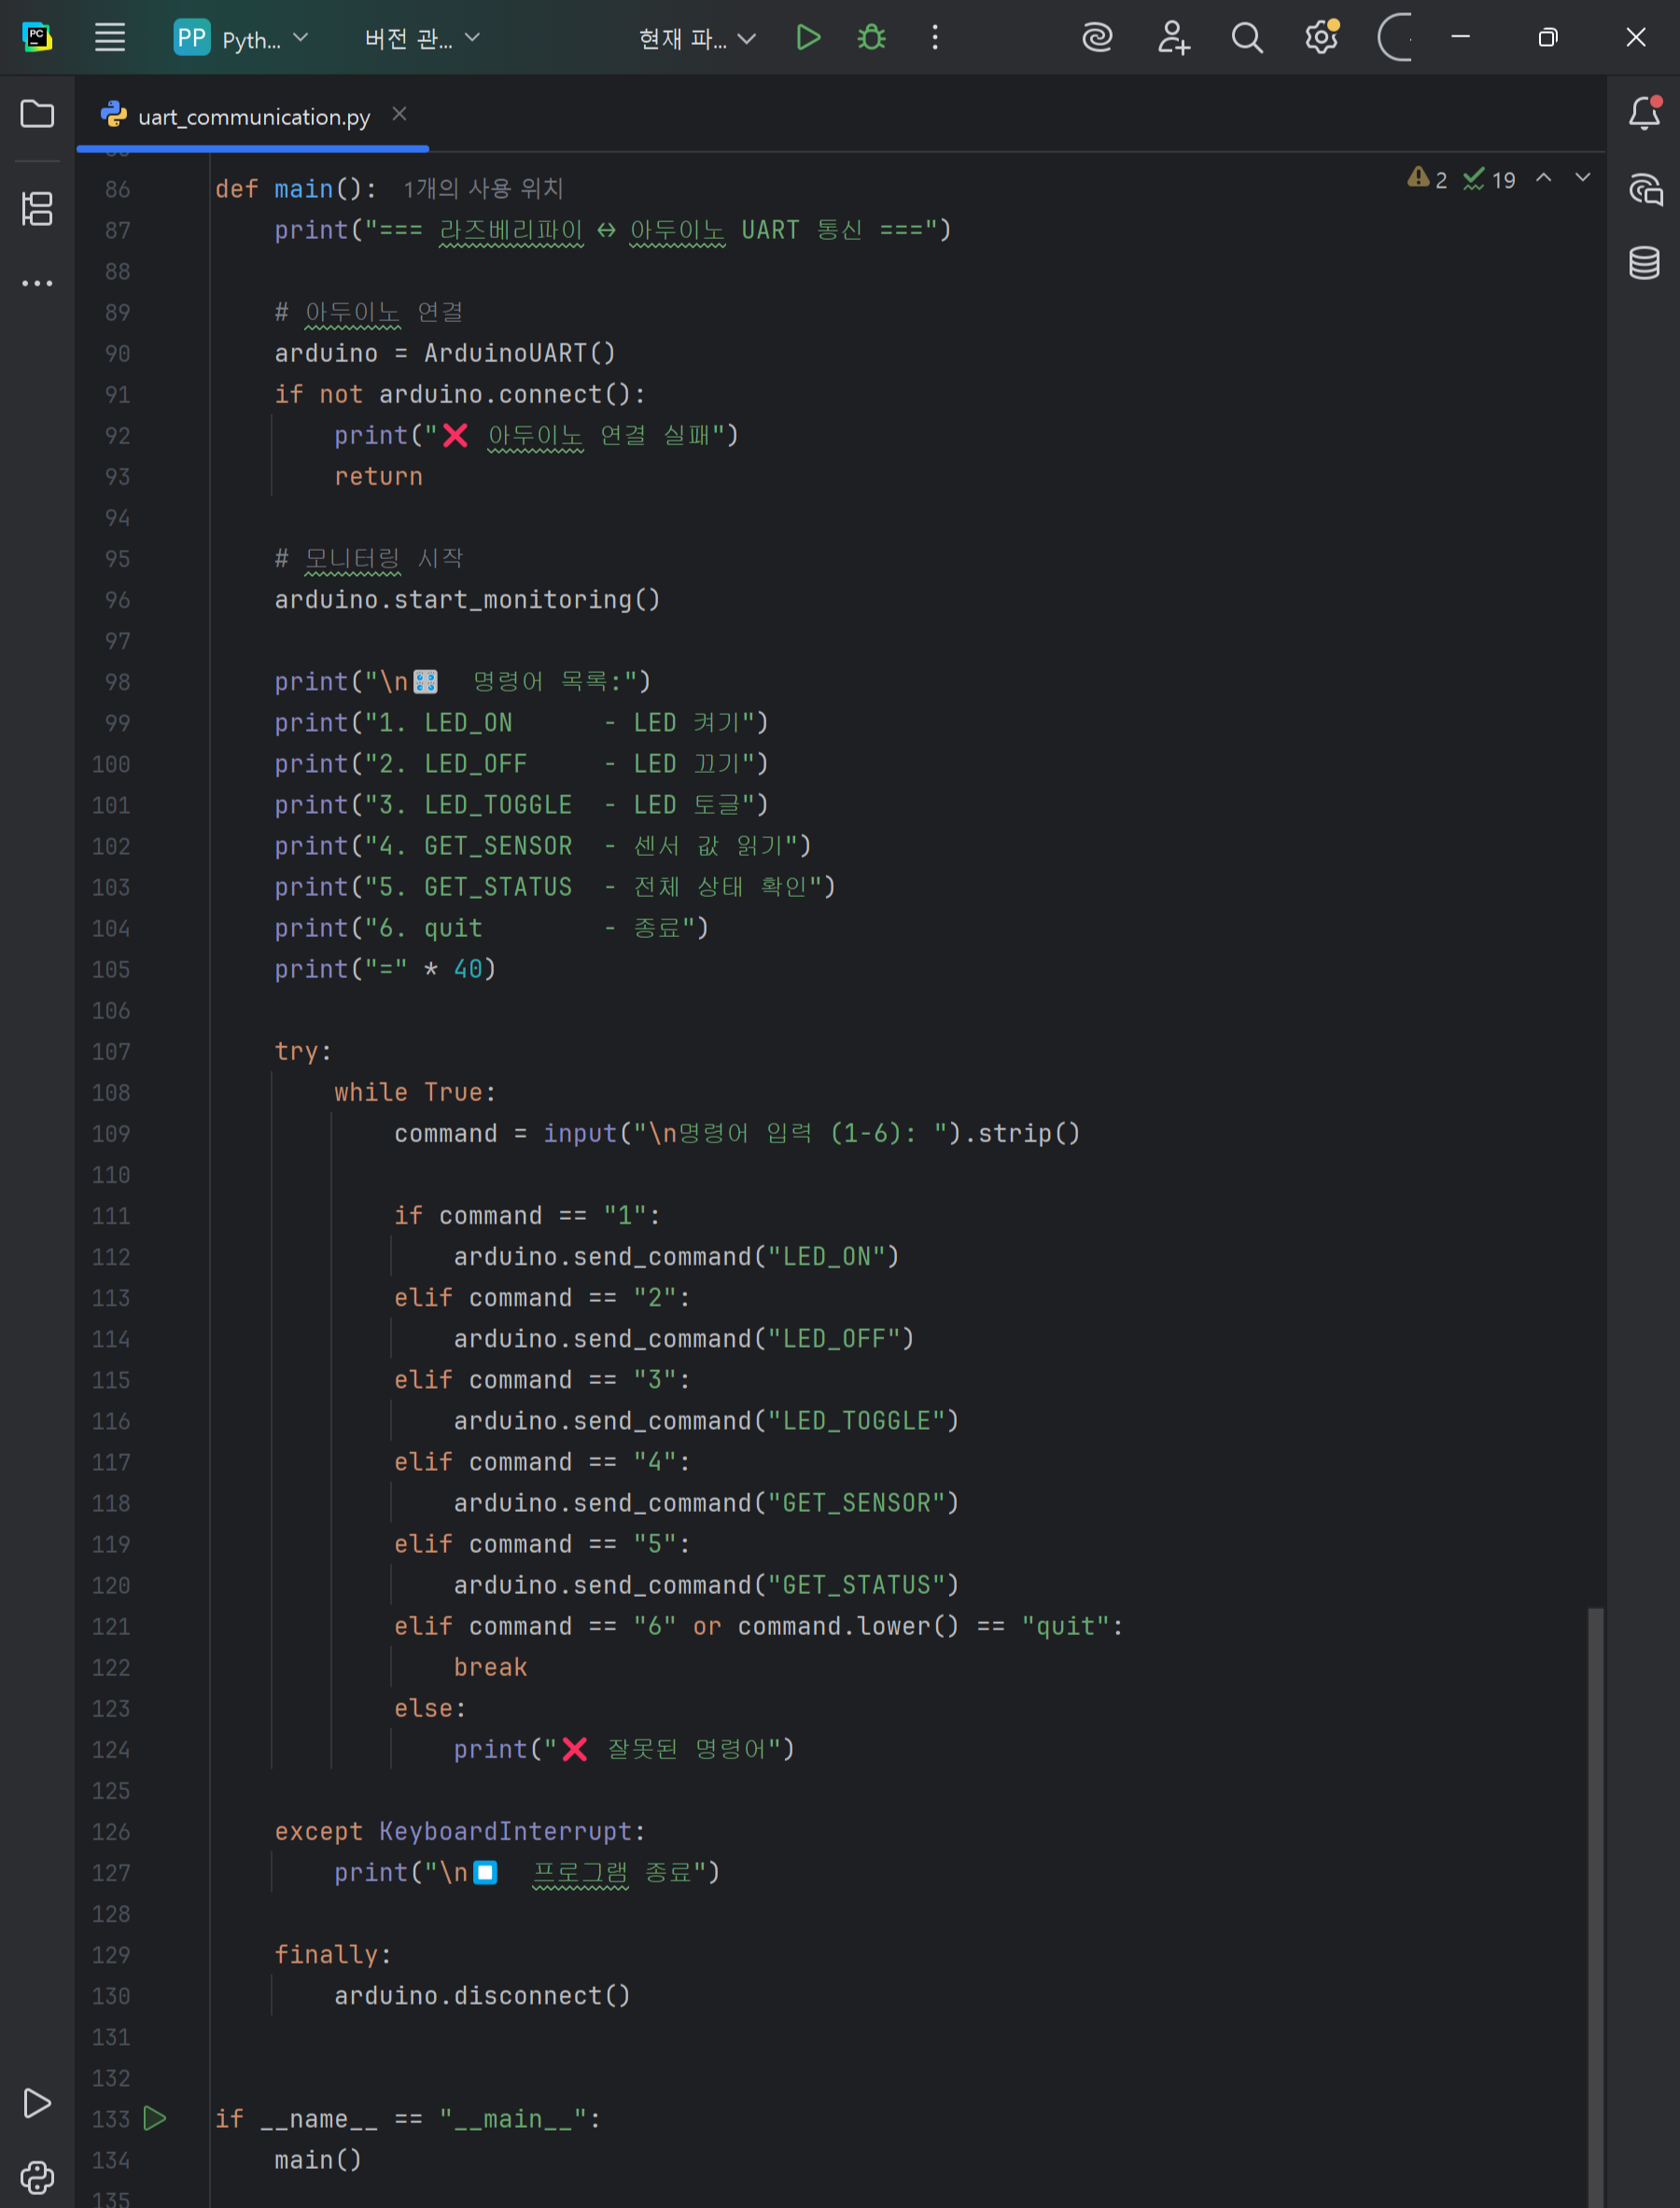 PC
PP Pyth... 버전 관... 현재 파...
uart_communication.py
2 19
86 def main(): 1개의 사용 위치
87 print("=== 라즈베리파이 ↔ 아두이노 UART 통신 ===")
88
89 # 아두이노 연결
90 arduino = ArduinoUART()
91 if not arduino.connect():
92 print("❌ 아두이노 연결 실패")
93 return
94
95 # 모니터링 시작
96 arduino.start_monitoring()
97
98 print("\n🎛️ 명령어 목록:")
99 print("1. LED_ON      - LED 켜기")
100 print("2. LED_OFF     - LED 끄기")
101 print("3. LED_TOGGLE  - LED 토글")
102 print("4. GET_SENSOR  - 센서 값 읽기")
103 print("5. GET_STATUS  - 전체 상태 확인")
104 print("6. quit        - 종료")
105 print("=" * 40)
106
107 try:
108 while True:
109 command = input("\n명령어 입력 (1-6): ").strip()
110
111 if command == "1":
112 arduino.send_command("LED_ON")
113 elif command == "2":
114 arduino.send_command("LED_OFF")
115 elif command == "3":
116 arduino.send_command("LED_TOGGLE")
117 elif command == "4":
118 arduino.send_command("GET_SENSOR")
119 elif command == "5":
120 arduino.send_command("GET_STATUS")
121 elif command == "6" or command.lower() == "quit":
122 break
123 else:
124 print("❌ 잘못된 명령어")
125
126 except KeyboardInterrupt:
127 print("\n⏹️ 프로그램 종료")
128
129 finally:
130 arduino.disconnect()
131
132
133 if __name__ == "__main__":
134 main()
135